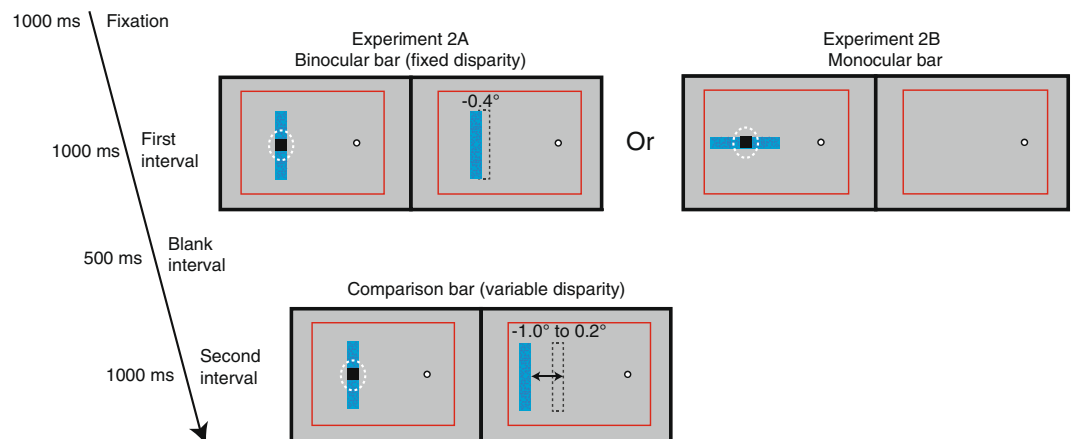 1000 ms Fixation
Experiment 2A
Binocular bar (fixed disparity)
Experiment 2B
Monocular bar
-0.4°
1000 ms
First
interval
Or
500 ms
Blank
interval
Comparison bar (variable disparity)
-1.0° to 0.2°
1000 ms
Second
interval